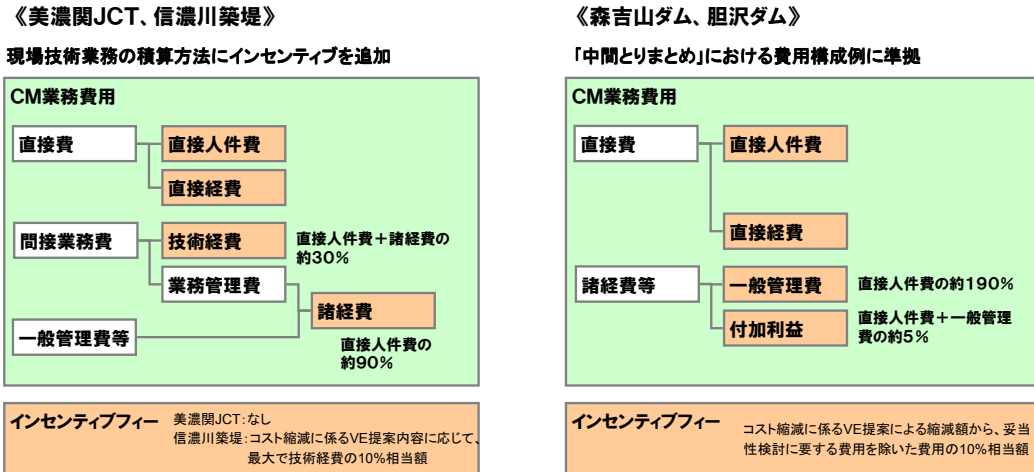 《美濃関JCT、信濃川築堤》
現場技術業務の積算方法にインセンティブを追加
CM業務費用
直接費
直接人件費
直接経費
間接業務費
技術経費
直接人件費＋諸経費の
約30%
業務管理費
諸経費
一般管理費等
直接人件費の
約90%
インセンティブフィー
美濃関JCT：なし
信濃川築堤：コスト縮減に係るVE提案内容に応じて、
最大で技術経費の10%相当額
《森吉山ダム、胆沢ダム》
「中間とりまとめ」における費用構成例に準拠
CM業務費用
直接費
直接人件費
直接経費
諸経費等
一般管理費
直接人件費の約190%
付加利益
直接人件費＋一般管理
費の約5%
インセンティブフィー
コスト縮減に係るVE提案による縮減額から、妥当
性検討に要する費用を除いた費用の10%相当額